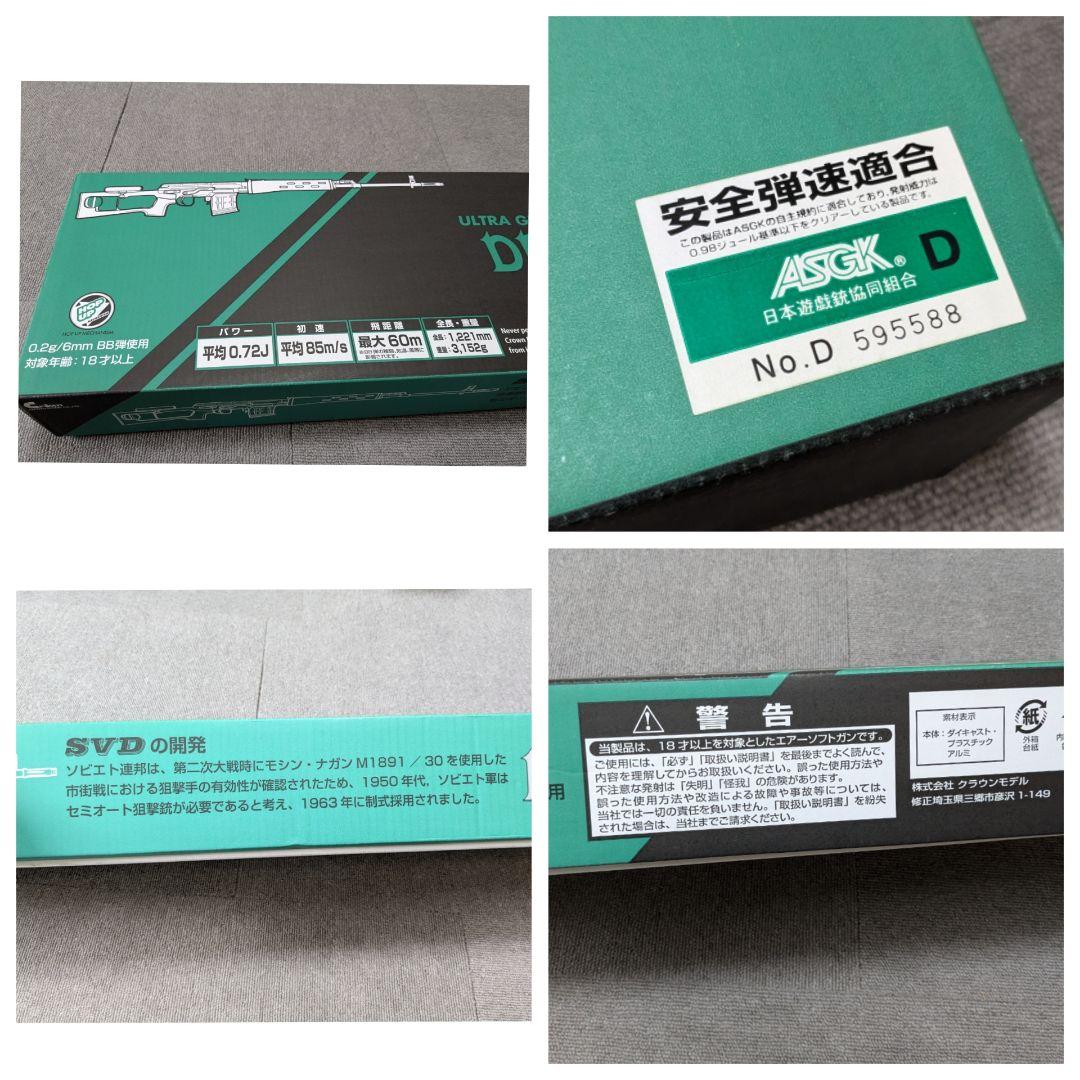 ULTRA G
HOP
UP
0.2g/6mm BB弾使用
対象年齢:18才以上
パワー
平均0.72J
初速
平均85m/s
飛距離
最大60m
全長・重量
全長:1,221mm
重量:3,152g
Never
Crown
from
安全弾速適合
この製品はASGKの自主規約に適合しており、発射威力は
0.98ジュール基準以下をクリアーしている製品です。
ASGK® D
日本遊戯銃協同組合
No.D 595588
SVDの開発
ソビエト連邦は、第二次大戦時にモシン・ナガン M1891/30を使用した
市街戦における狙撃手の有効性が確認されたため、1950年代、ソビエト軍は
セミオート狙撃銃が必要であると考え、1963年に制式採用されました。
用
警告
当製品は、18才以上を対象としたエアーソフトガンです。
ご使用には、「必ず」「取扱い説明書」を最後までよく読んで、
内容を理解してからお取扱いください。誤った使用方法や
不注意な発射は「失明」「怪我」の危険があります。
誤った使用方法や改造による故障や事故等については、
当社では一切の責任を負いません。「取扱い説明書」を紛失
された場合は、当社までご請求ください。
素材表示
本体:ダイキャスト・
プラスチック
アルミ
紙
外箱
台紙
内
株式会社 クラウンモデル
修正埼玉県三郷市彦沢 1-149